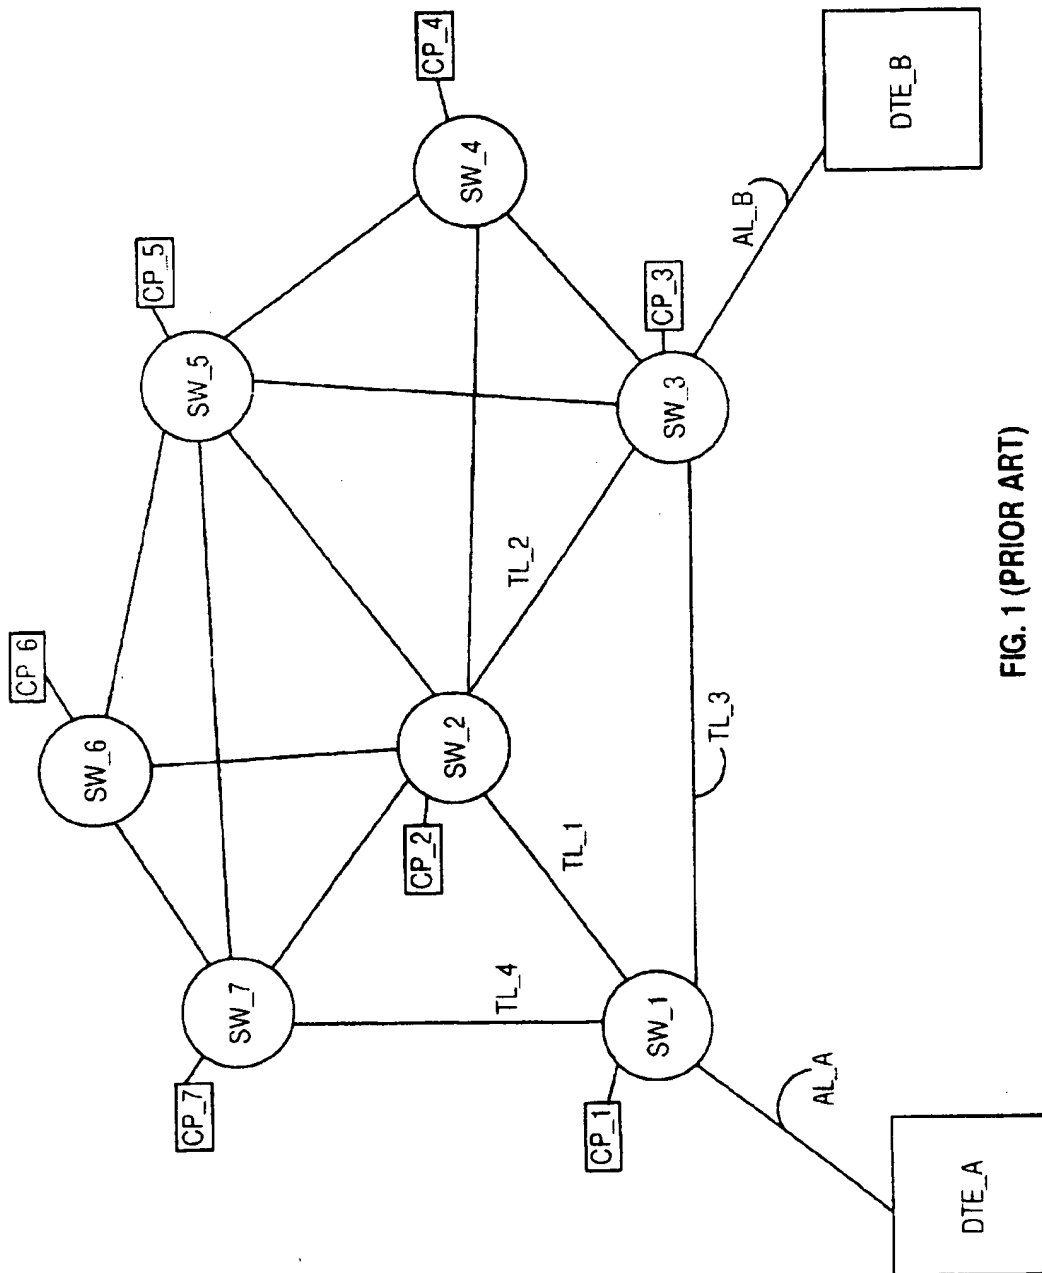 CP_6
SW_6
CP_5
SW_5
CP_4
SW_4
CP_7
SW_7
CP_2
SW_2
TL_2
TL_4
TL_1
CP_1
SW_1
TL_3
CP_3
SW_3
AL_A
DTE_A
AL_B
DTE_B
FIG. 1 (PRIOR ART)